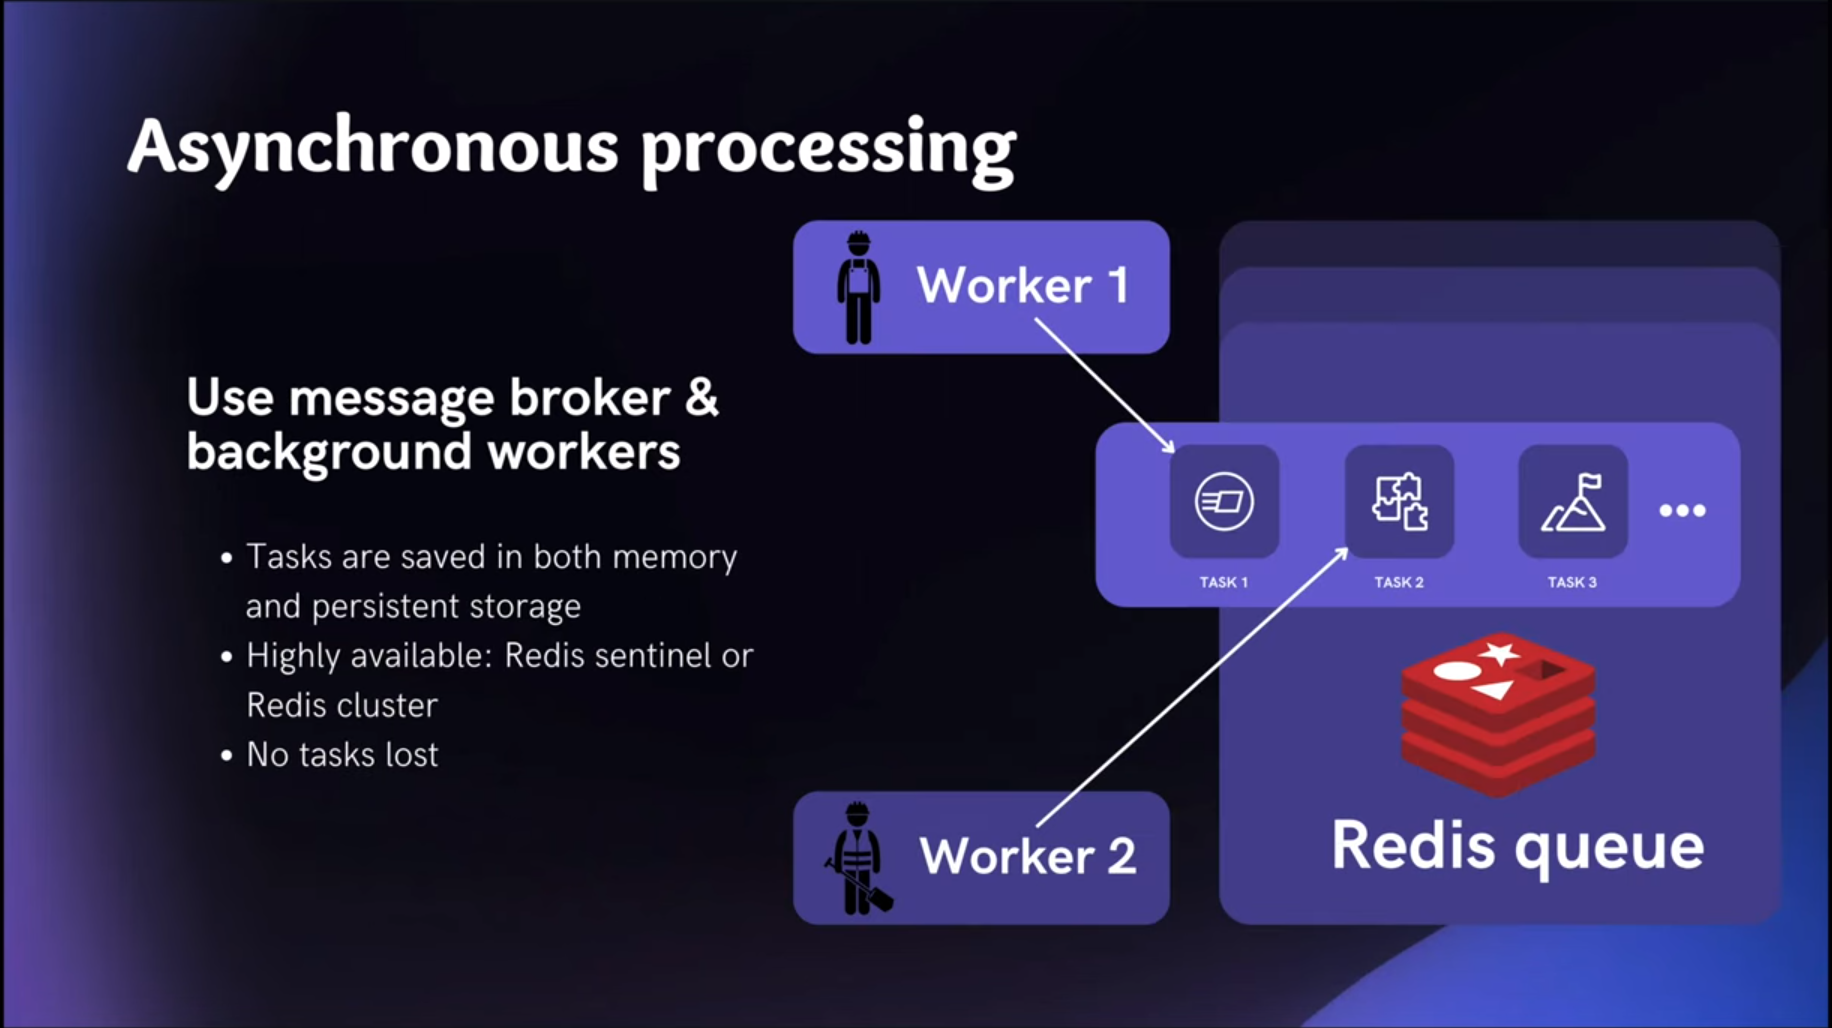 Asynchronous processing
Use message broker &
background workers
• Tasks are saved in both memory
and persistent storage
• Highly available: Redis sentinel or
Redis cluster
• No tasks lost
Worker 1
TASK 1
TASK 2
TASK 3
Worker 2
Redis queue